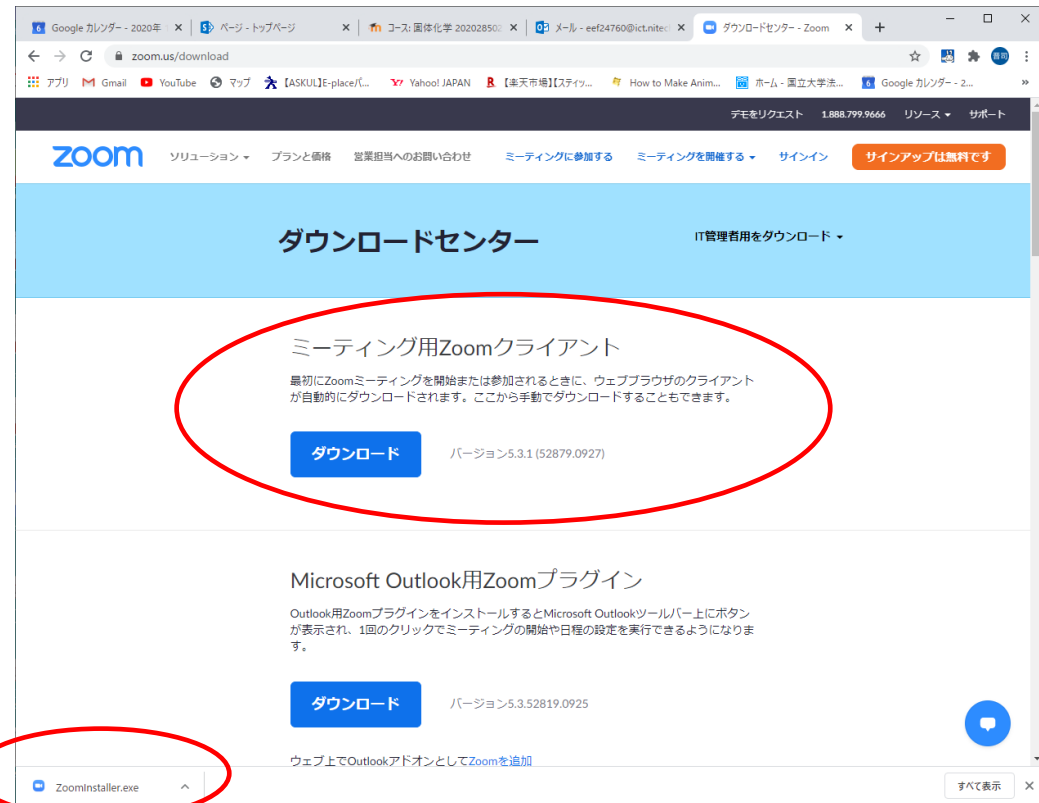 Google カレンダー - 2020年
ページ - トップページ
コース: 固体化学 202028502
メール - eef24760@ict.nitec
ダウンロードセンター - Zoom
zoom.us/download
アプリ
Gmail
YouTube
マップ
【ASKUL】E-placeパ...
Yahoo! JAPAN
【楽天市場】【スティッ...
How to Make Anim...
ホーム - 国立大学法...
Google カレンダー - 2...
»
デモをリクエスト
1.888.799.9666
リソース
サポート
zoom
ソリューション
プランと価格
営業担当へのお問い合わせ
ミーティングに参加する
ミーティングを開催する
サインイン
サインアップは無料です
ダウンロードセンター
IT管理者用をダウンロード
ミーティング用Zoomクライアント
最初にZoomミーティングを開始または参加されるときに、ウェブブラウザのクライアント
が自動的にダウンロードされます。ここから手動でダウンロードすることもできます。
ダウンロード
バージョン5.3.1 (52879.0927)
Microsoft Outlook用Zoomプラグイン
Outlook用ZoomプラグインをインストールするとMicrosoft Outlookツールバー上にボタン
が表示され、1回のクリックでミーティングの開始や日程の設定を実行できるようになりま
す。
ダウンロード
バージョン5.3.52819.0925
ウェブ上でOutlookアドオンとしてZoomを追加
ZoomInstaller.exe
すべて表示